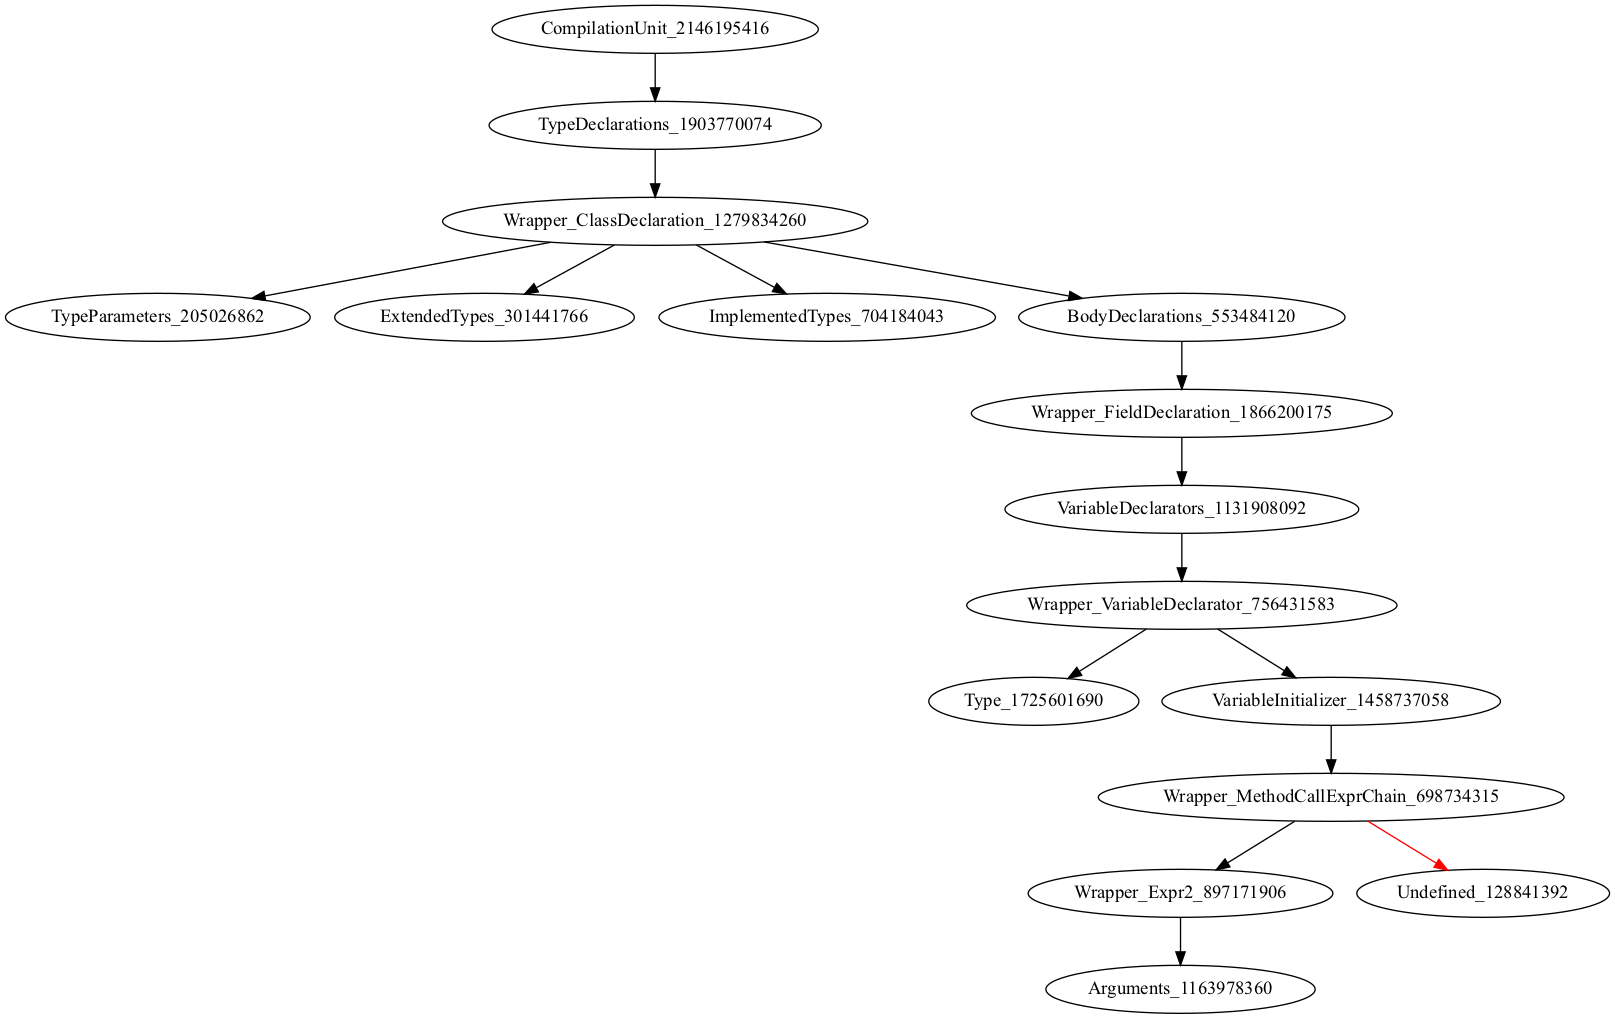 CompilationUnit_2146195416
TypeDeclarations_1903770074
Wrapper_ClassDeclaration_1279834260
TypeParameters_205026862
ExtendedTypes_301441766
ImplementedTypes_704184043
BodyDeclarations_553484120
Wrapper_FieldDeclaration_1866200175
VariableDeclarators_1131908092
Wrapper_VariableDeclarator_756431583
Type_1725601690
VariableInitializer_1458737058
Wrapper_MethodCallExprChain_698734315
Wrapper_Expr2_897171906
Undefined_128841392
Arguments_1163978360